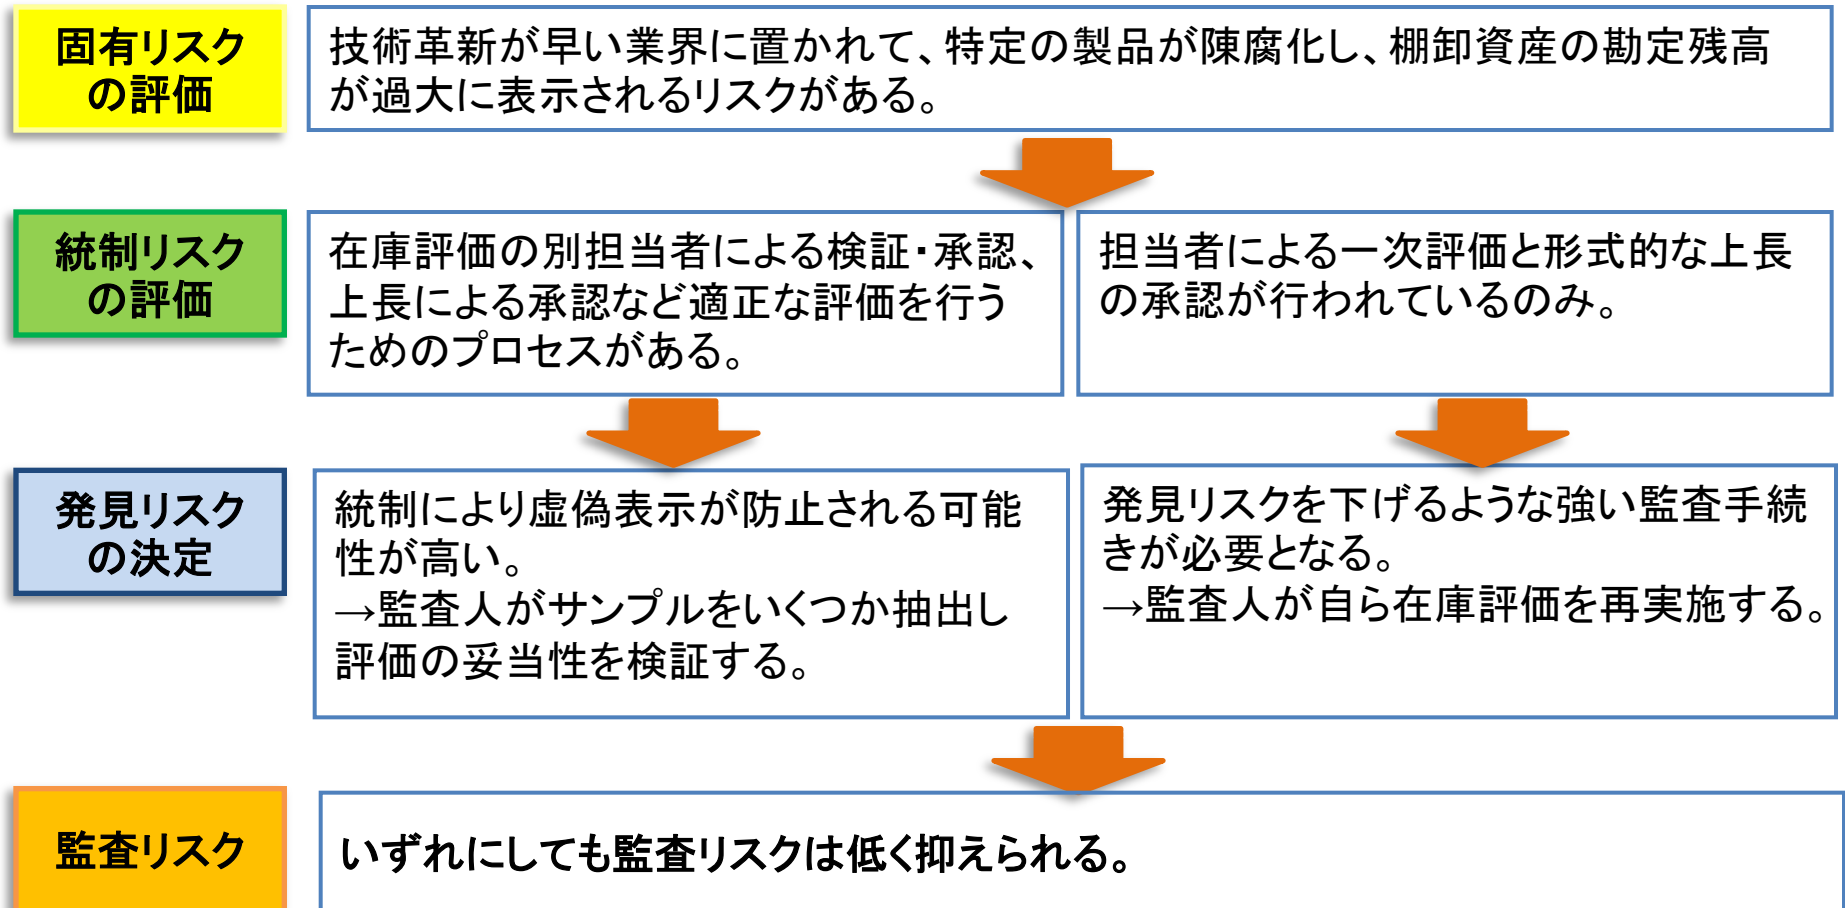 固有リスク
の評価
技術革新が早い業界に置かれて、特定の製品が陳腐化し、棚卸資産の勘定残高
が過大に表示されるリスクがある。
統制リスク
の評価
在庫評価の別担当者による検証・承認、
上長による承認など適正な評価を行う
ためのプロセスがある。
担当者による一次評価と形式的な上長
の承認が行われているのみ。
発見リスク
の決定
統制により虚偽表示が防止される可能
性が高い。
→監査人がサンプルをいくつか抽出し
評価の妥当性を検証する。
発見リスクを下げるような強い監査手続
きが必要となる。
→監査人が自ら在庫評価を再実施する。
監査リスク
いずれにしても監査リスクは低く抑えられる。